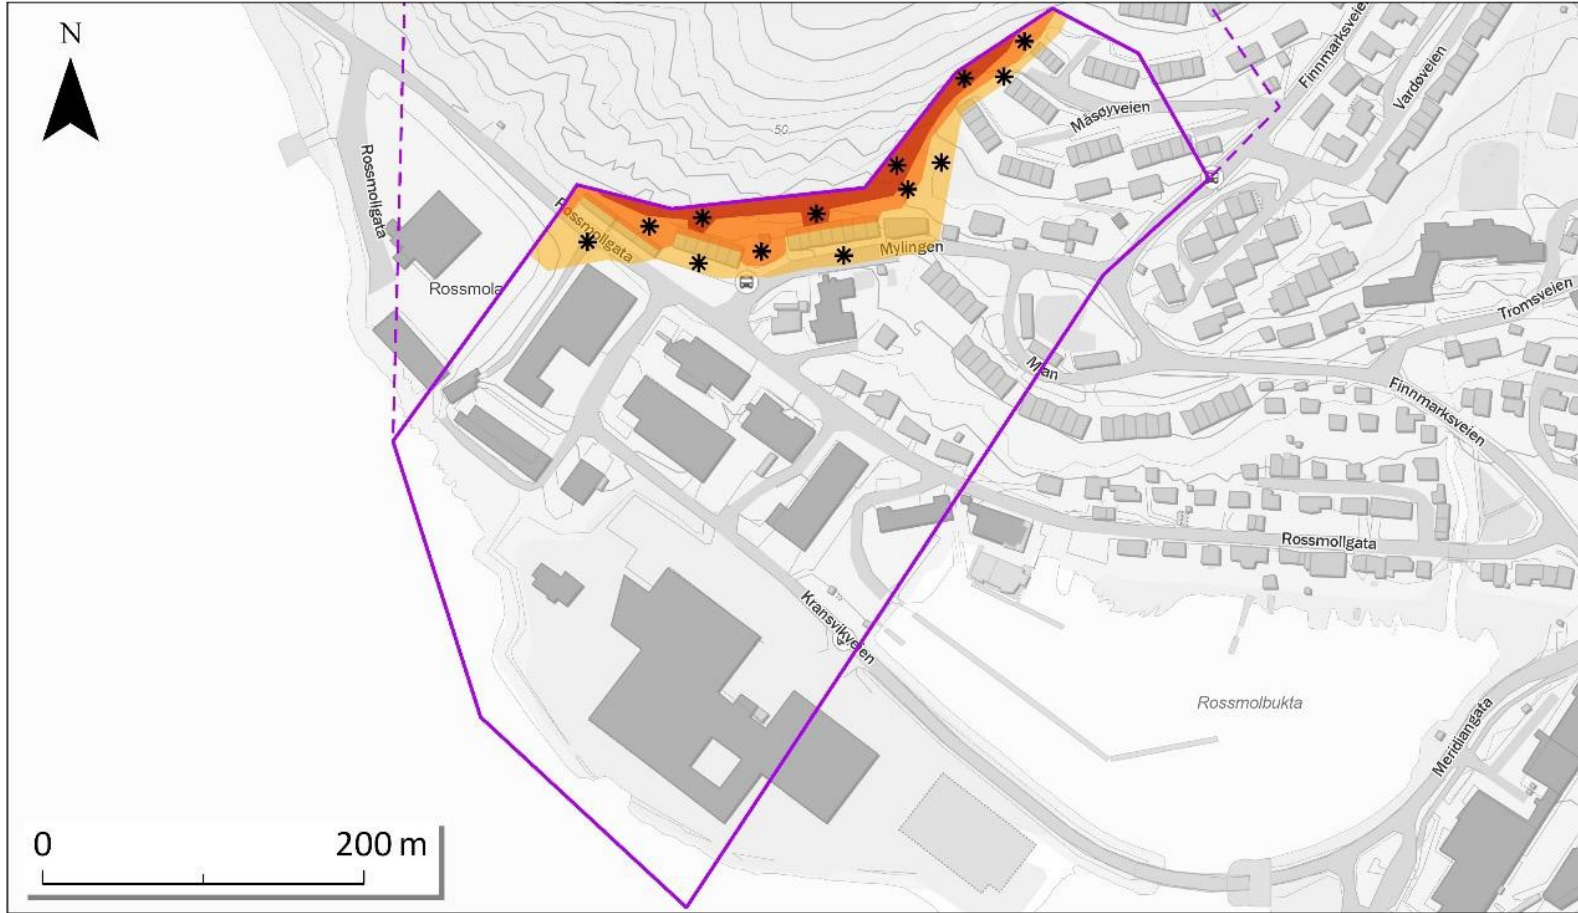 N
Finnmarksveien
Vardøveien
Måsøyveien
50
Rossmollgata
Rossmollgata
Mylingen
Rossmola
Tromsveien
Finnmarksveien
Rossmollgata
Kransvikveien
Rossmolbukta
Meridiangata
0 200 m